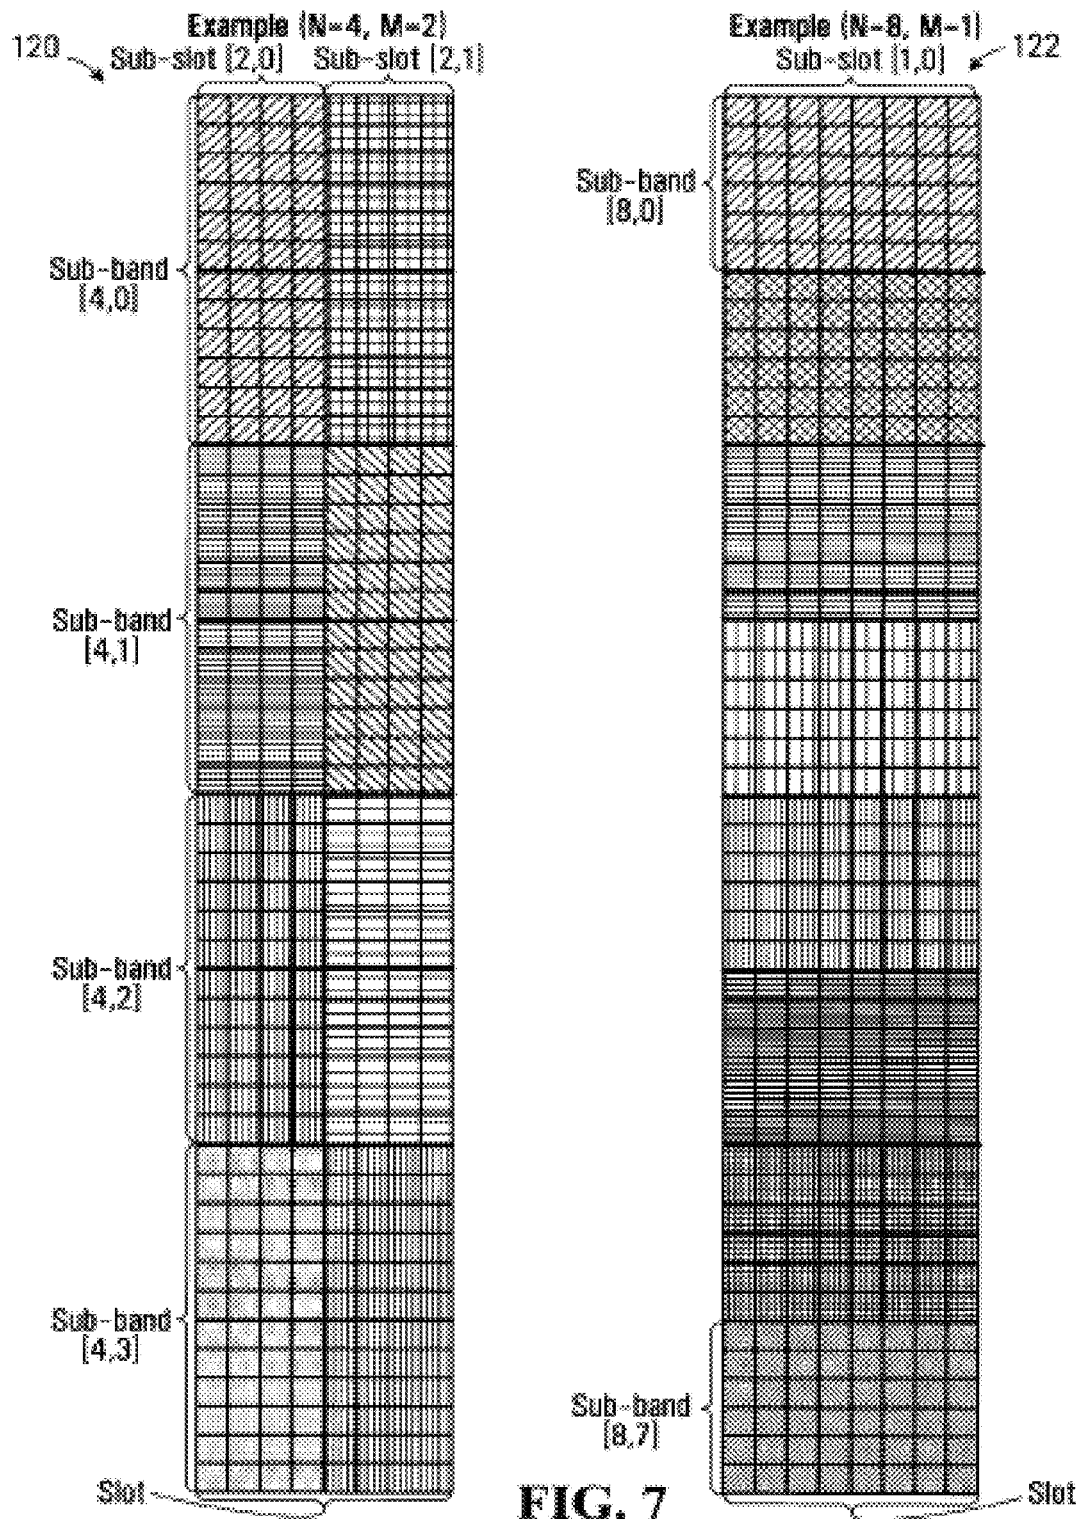 120
Example (N=4, M=2)
Sub-slot [2,0] Sub-slot [2,1]
Example (N=8, M=1)
Sub-slot [1,0]
122
Sub-band
[8,0]
Sub-band
[4,0]
Sub-band
[4,1]
Sub-band
[4,2]
Sub-band
[4,3]
Sub-band
[8,7]
Slot
FIG. 7
Slot